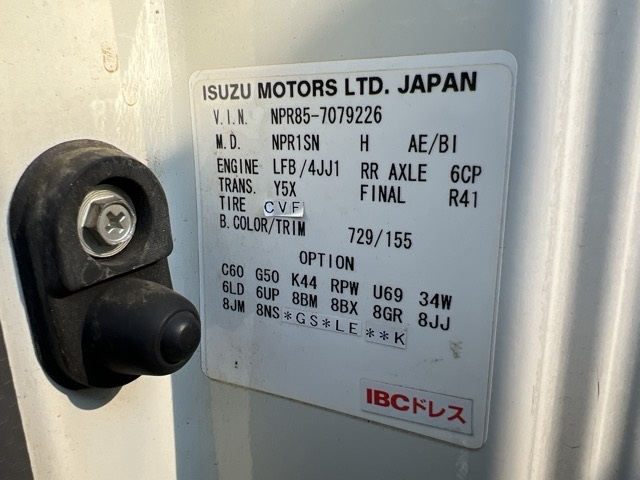 ISUZU MOTORS LTD. JAPAN
V.I.N. NPR85-7079226
M.D. NPR1SN H AE/BI
ENGINE LFB/4JJ1 RR AXLE 6CP
TRANS. Y5X FINAL R41
TIRE CVF
B.COLOR/TRIM 729/155
OPTION
C60 G50 K44 RPW U69 34W
6LD 6UP 8BM 8BX 8GR 8JJ
8JM 8NS *GS*LE**K
IBCドレス